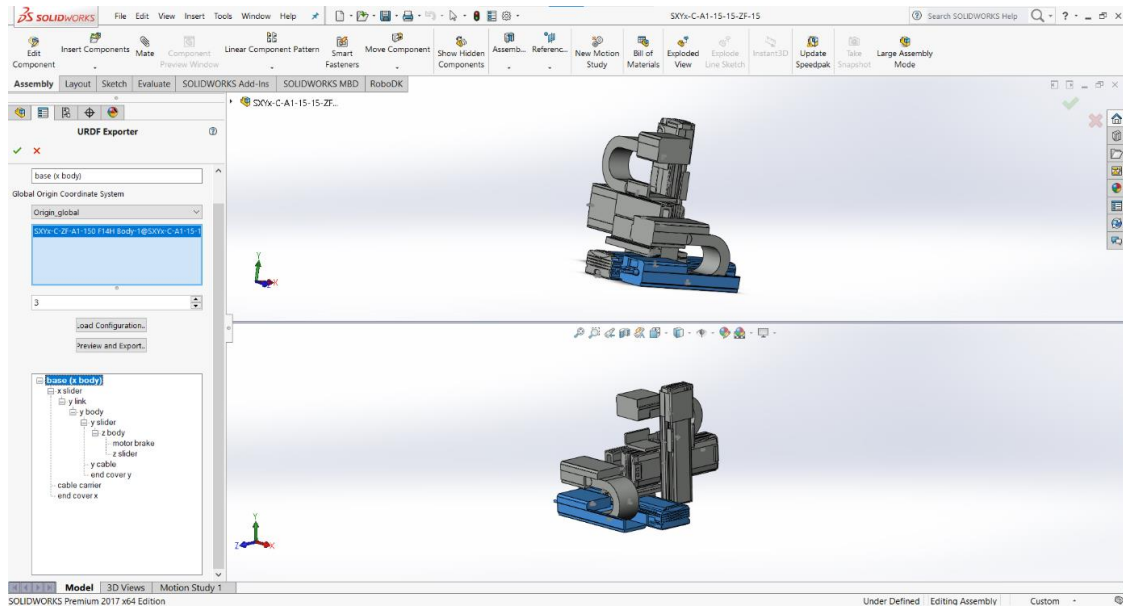 SOLIDWORKS File Edit View Insert Tools Window Help SXYx-C-A1-15-15-ZF-15 Search SOLIDWORKS Help
Edit Component Insert Components Mate Component Preview Window Linear Component Pattern Smart Fasteners Move Component Show Hidden Components Assemb... Referenc... New Motion Study Bill of Materials Exploded View Explode Line Sketch Instant3D Update Speedpak Take Snapshot Large Assembly Mode
Assembly Layout Sketch Evaluate SOLIDWORKS Add-Ins SOLIDWORKS MBD RoboDK
SXYx-C-A1-15-15-ZF...
URDF Exporter
base (x body)
Global Origin Coordinate System
Origin_global
SXYx-C-ZF-A1-150 F14H Body-1@SXYx-C-A1-15-1
3
Load Configuration..
Preview and Export..
base (x body)
x slider
y link
y body
y slider
z body
motor brake
z slider
y cable
end cover y
cable carrier
end cover x
Y
X
Y
Z X
Model 3D Views Motion Study 1
SOLIDWORKS Premium 2017 x64 Edition Under Defined Editing Assembly Custom